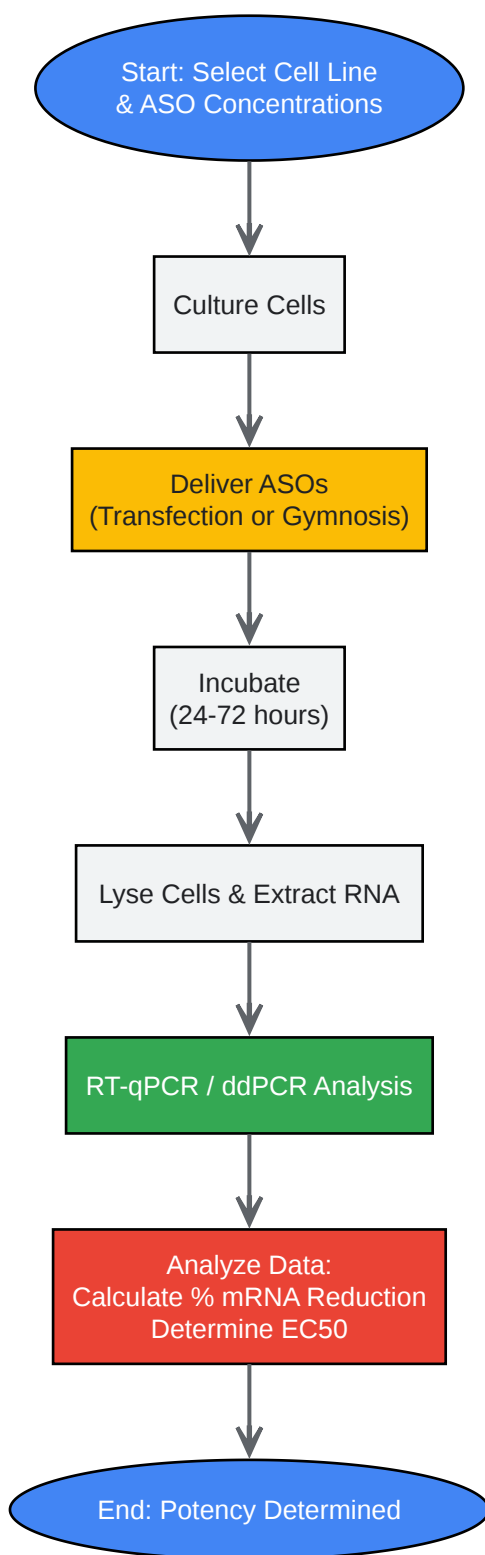 Start: Select Cell Line
& ASO Concentrations
Culture Cells
Deliver ASOs
(Transfection or Gymnosis)
Incubate
(24-72 hours)
Lyse Cells & Extract RNA
RT-qPCR / ddPCR Analysis
Analyze Data:
Calculate % mRNA Reduction
Determine EC50
End: Potency Determined